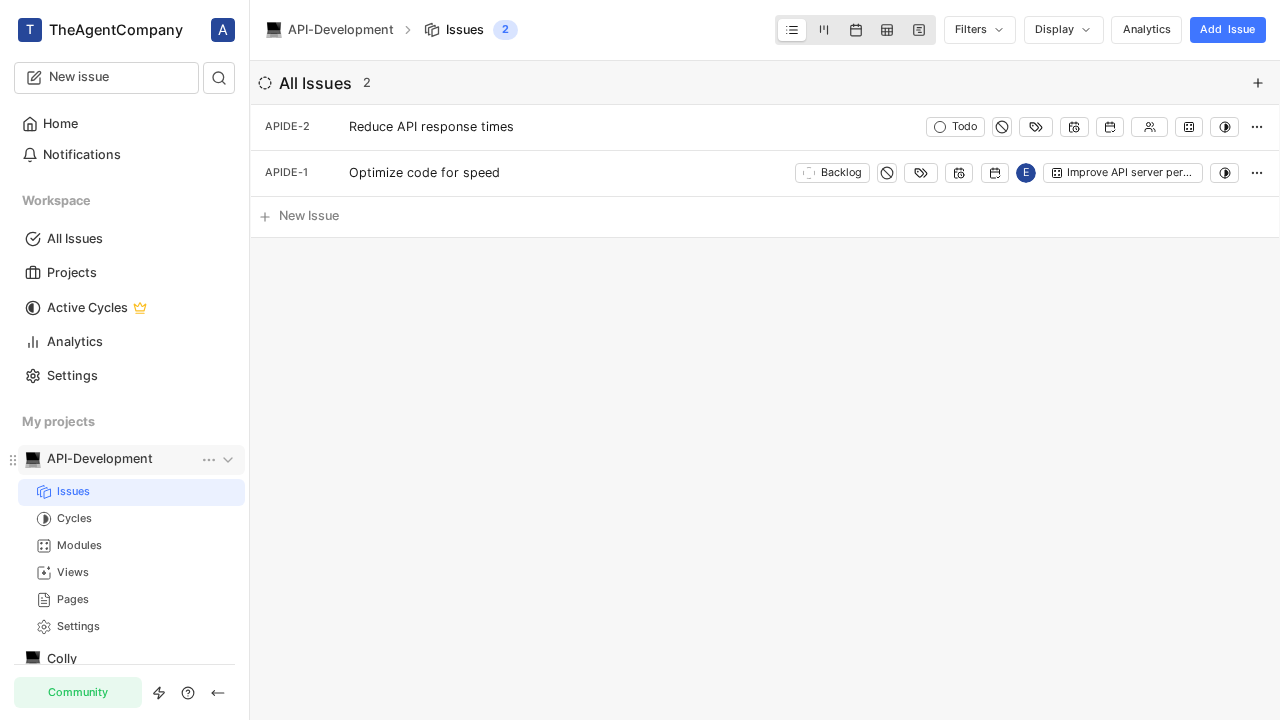 T TheAgentCompany A
New issue
Home
Notifications
Workspace
All Issues
Projects
Active Cycles
Analytics
Settings
My projects
API-Development
Issues
Cycles
Modules
Views
Pages
Settings
Colly
Community
API-Development Issues 2
Filters Display Analytics Add Issue
All Issues 2
APIDE-2 Reduce API response times Todo
APIDE-1 Optimize code for speed Backlog E Improve API server per...
New Issue